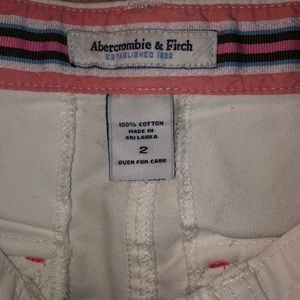 Abercrombie & Fitch
ESTABLISHED 1892
100% COTTON
MADE IN
SRI LANKA
2
OVER FOR CARE